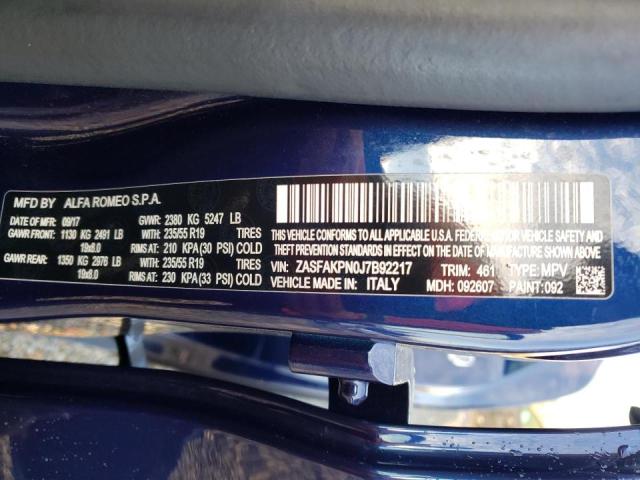 MFD BY ALFA ROMEO S.P.A.
DATE OF MFR 09/17 GVWR: 2380 KG 5247 LB
GAWR FRONT: 1130 KG 2491 LB WITH: 235/55 R19 TIRES
19x8.0 RIMS AT: 210 KPA(30 PSI) COLD
GAWR REAR: 1350 KG 2976 LB WITH: 235/55 R19 TIRES
19x8.0 RIMS AT: 230 KPA(33 PSI) COLD
THIS VEHICLE CONFORMS TO ALL APPLICABLE U.S.A. FEDERAL MOTOR VEHICLE SAFETY
BUMPER, AND THEFT PREVENTION STANDARDS IN EFFECT ON THE
DATE OF MANUFACTURE SHOWN ABOVE.
VIN: ZASFAKPN0J7B92217 TRIM: 461 TYPE: MPV
VEHICLE MADE IN: ITALY MDH: 092607 PAINT: 092